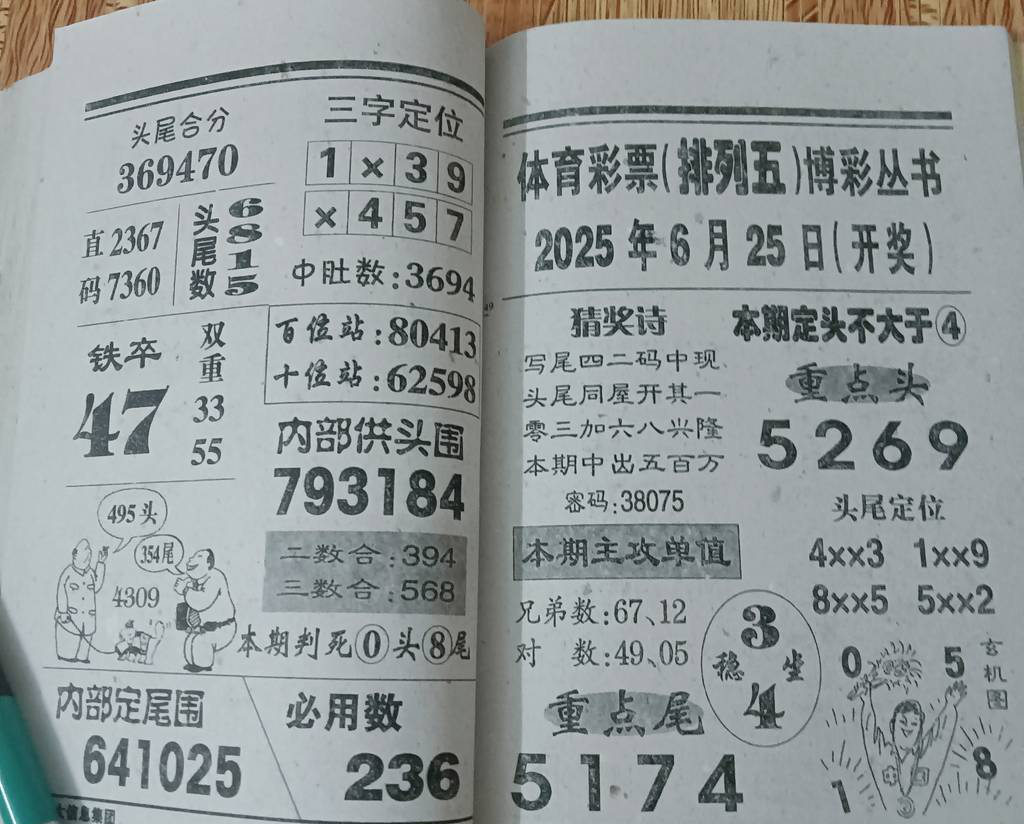 头尾合分
369470
直2367
码7360
头尾数
6815
三字定位
1×39
×457
中肚数:3694
铁卒
47
双重
33
55
百位站:80413
十位站:62598
内部供头围
793184
495头
354尾
4309
二数合:394
三数合:568
本期判死0头8尾
内部定尾围
641025
必用数
236
大信息集团
体育彩票(排列五)博彩丛书
2025年6月25日(开奖)
猜奖诗
写尾四二码中现
头尾同屋开其一
零三加六八兴隆
本期中出五百万
密码:38075
本期定头不大于④
重点头
5269
头尾定位
4××3 1××9
8××5 5××2
本期主攻单值
兄弟数:67、12
对 数:49、05
3
稳坐
4
重点尾
5174
玄机图
0
5
1
8